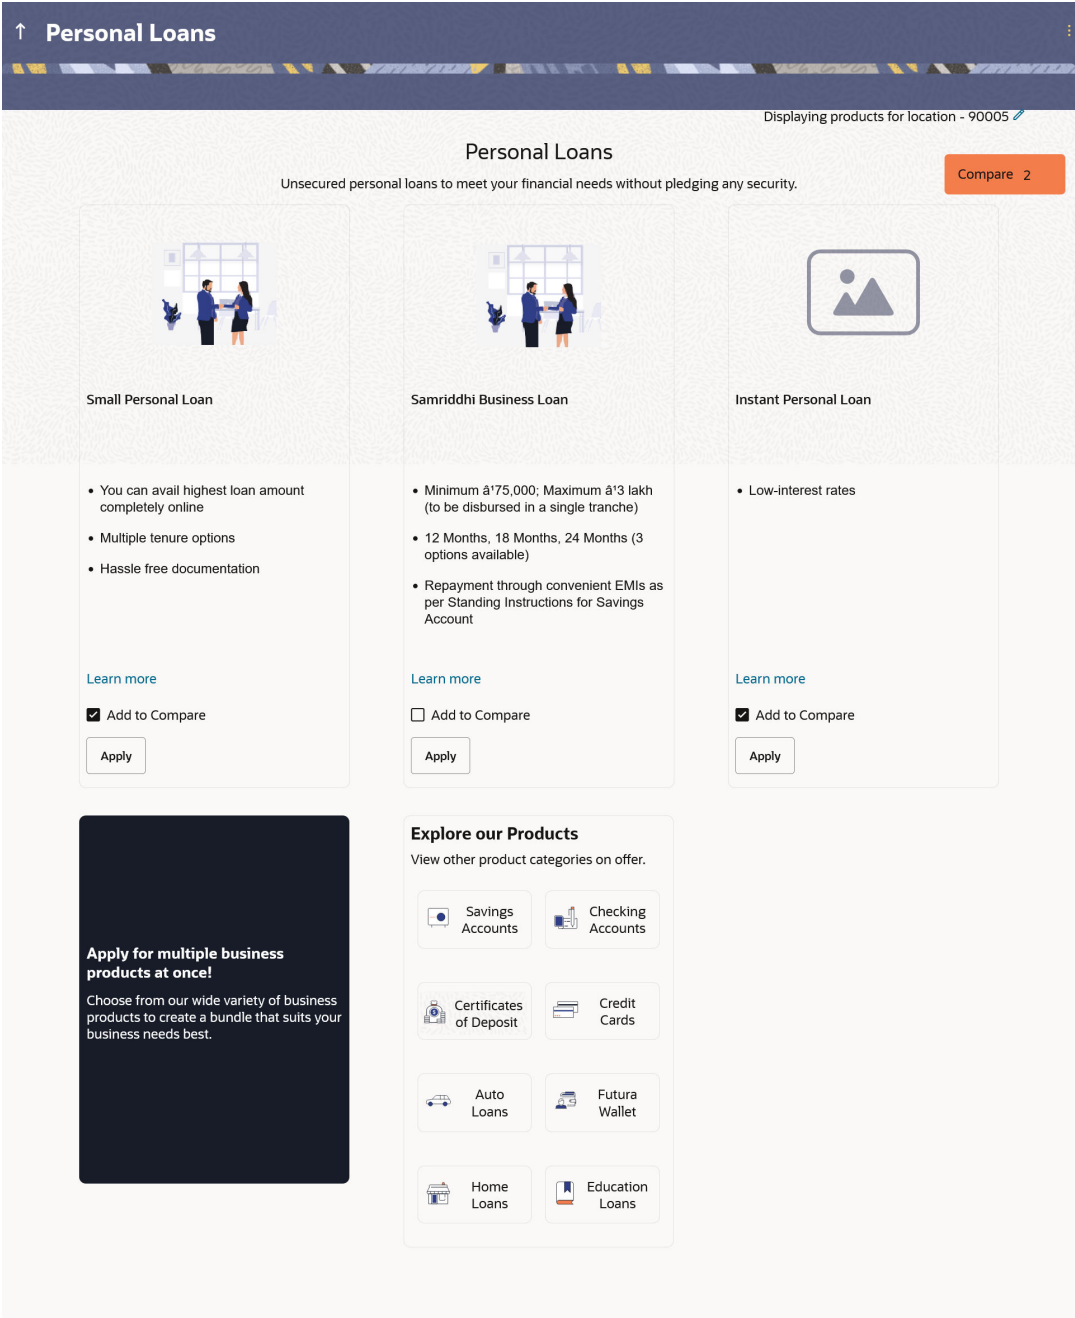 Personal Loans
Displaying products for location - 90005
Personal Loans
Unsecured personal loans to meet your financial needs without pledging any security.
Compare 2
Small Personal Loan
• You can avail highest loan amount
completely online
• Multiple tenure options
• Hassle free documentation
Learn more
Add to Compare
Apply
Samriddhi Business Loan
• Minimum â¹75,000; Maximum â¹3 lakh
(to be disbursed in a single tranche)
• 12 Months, 18 Months, 24 Months (3
options available)
• Repayment through convenient EMIs as
per Standing Instructions for Savings
Account
Learn more
Add to Compare
Apply
Instant Personal Loan
• Low-interest rates
Learn more
Add to Compare
Apply
Apply for multiple business
products at once!
Choose from our wide variety of business
products to create a bundle that suits your
business needs best.
Explore our Products
View other product categories on offer.
Savings
Accounts
Checking
Accounts
Certificates
of Deposit
Credit
Cards
Auto
Loans
Futura
Wallet
Home
Loans
Education
Loans